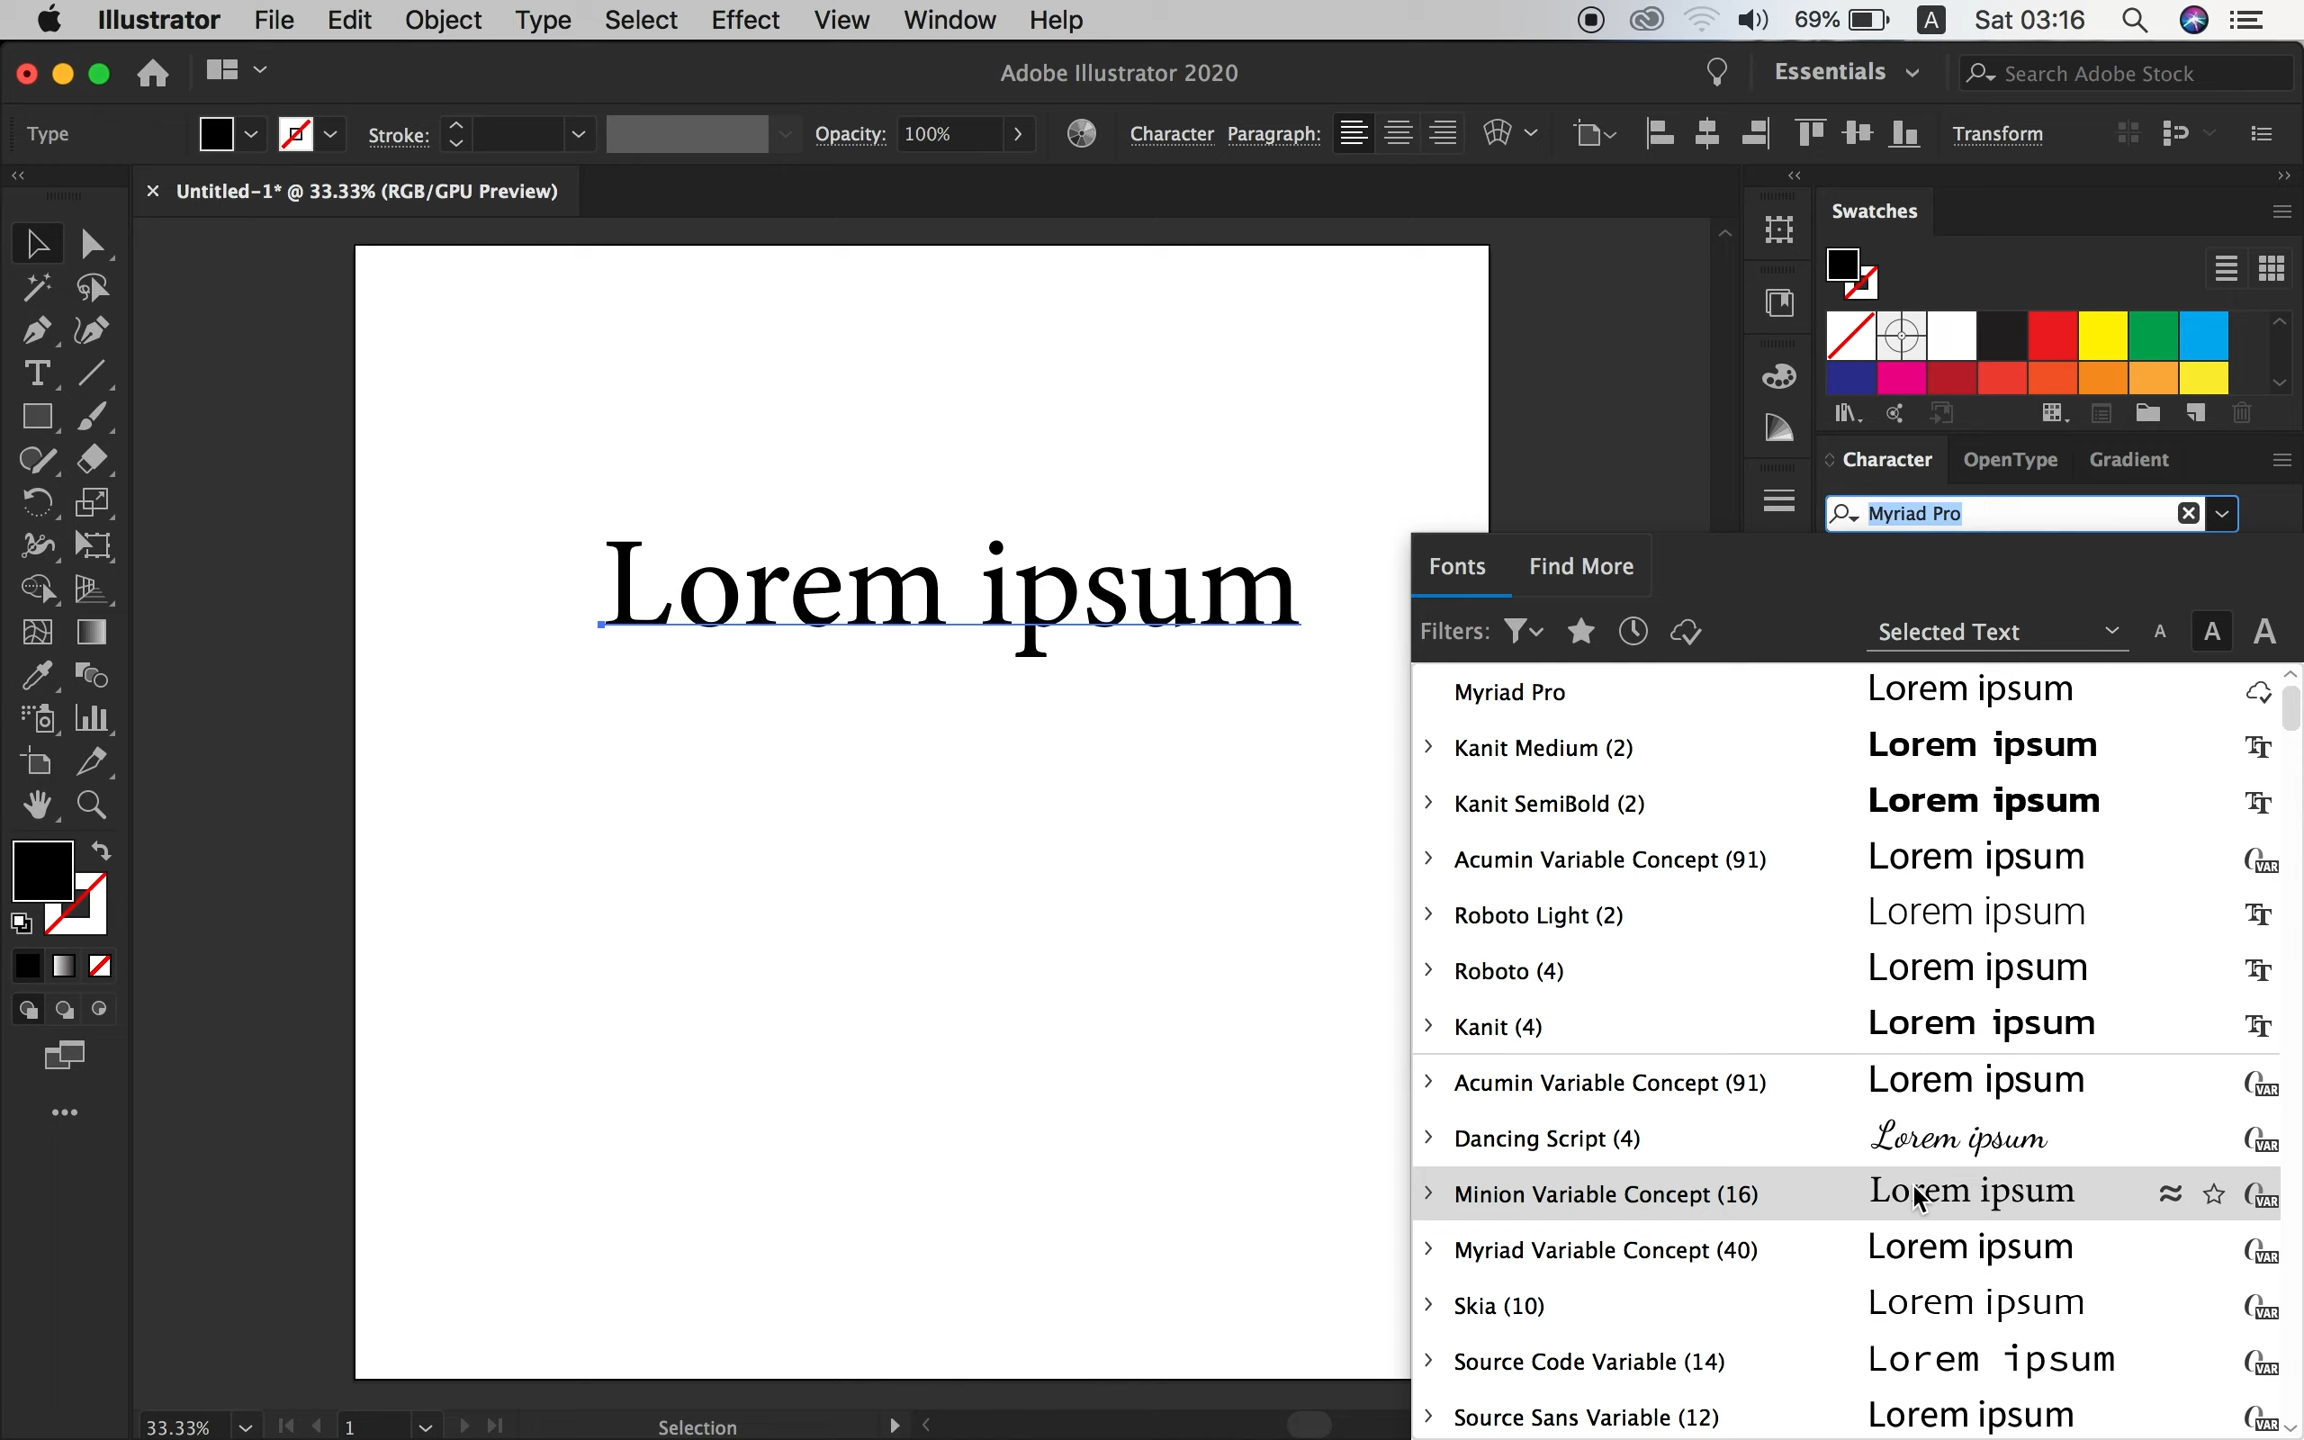 Illustrator File Edit Object Type Select Effect View Window Help
69% A Sat 03:16
Adobe Illustrator 2020
Essentials
Search Adobe Stock
Type
Stroke:
Opacity: 100%
Character Paragraph:
Transform
Untitled-1* @ 33.33% (RGB/GPU Preview)
Swatches
Character OpenType Gradient
Myriad Pro
Lorem ipsum
Fonts Find More
Filters:
Selected Text A A A
Myriad Pro Lorem ipsum
Kanit Medium (2) Lorem ipsum
Kanit SemiBold (2) Lorem ipsum
Acumin Variable Concept (91) Lorem ipsum
Roboto Light (2) Lorem ipsum
Roboto (4) Lorem ipsum
Kanit (4) Lorem ipsum
Acumin Variable Concept (91) Lorem ipsum
Dancing Script (4) Lorem ipsum
Minion Variable Concept (16) Lorem ipsum
Myriad Variable Concept (40) Lorem ipsum
Skia (10) Lorem ipsum
Source Code Variable (14) Lorem ipsum
Source Sans Variable (12) Lorem ipsum
33.33% 1 Selection